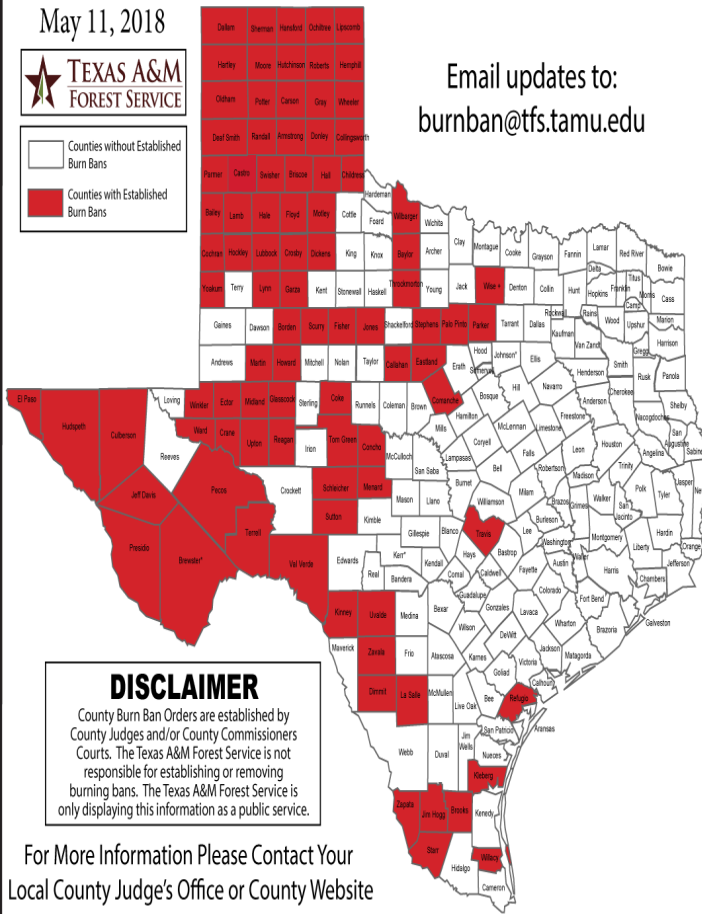 May 11, 2018
TEXAS A&M
FOREST SERVICE
Counties without Established
Burn Bans
Counties with Established
Burn Bans
Email updates to:
burnban@tfs.tamu.edu
Dallam Sherman Hansford Ochiltree Lipscomb
Hartley Moore Hutchinson Roberts Hemphill
Oldham Potter Carson Gray Wheeler
Deaf Smith Randall Armstrong Donley Collingsworth
Parmer Castro Swisher Briscoe Hall Childress
Hardeman
Bailey Lamb Hale Floyd Motley Cottle Foard Wilbarger Wichita
Clay Montague Cooke Grayson Fannin Lamar Red River Bowie
Cochran Hockley Lubbock Crosby Dickens King Knox Baylor Archer
Delta Titus Morris Cass
Yoakum Terry Lynn Garza Kent Stonewall Haskell Throckmorton Young Jack Wise + Denton Collin Hunt Hopkins Franklin
Camp
Rockwall Rains Wood Upshur Marion
Gaines Dawson Borden Scurry Fisher Jones Shackelford Stephens Palo Pinto Parker Tarrant Dallas Kaufman
Van Zandt Gregg Harrison
Andrews Martin Howard Mitchell Nolan Taylor Callahan Eastland Erath Hood Somervell Johnson* Ellis
Henderson Smith Rusk Panola
El Paso Hudspeth Culberson Loving Winkler Ector Midland Glasscock Sterling Coke Runnels Coleman Brown Comanche Bosque Hill Navarro Anderson Cherokee
Hamilton Freestone Nacogdoches Shelby
Reeves Ward Crane Upton Reagan Irion Tom Green Concho McCulloch Mills McLennan Limestone
San Saba Lampasas Coryell Falls Leon Houston Angelina San Augustine Sabine
Jeff Davis Pecos Crockett Schleicher Menard Mason Llano Burnet Bell Robertson Madison Trinity
Milam Williamson Brazos Grimes Walker San Jacinto Polk Tyler Jasper Ne
Presidio Brewster* Terrell Sutton Kimble Gillespie Blanco Travis Lee Burleson Washington Montgomery Liberty Hardin Orange
Val Verde Edwards Kerr* Kendall Hays Bastrop Austin Waller Harris Jefferson
Real Bandera Comal Caldwell Fayette Chambers
Kinney Uvalde Medina Bexar Guadalupe Gonzales Colorado Fort Bend
Wilson Lavaca Wharton Brazoria Galveston
Maverick Zavala Frio Atascosa Karnes DeWitt Jackson Matagorda
Victoria Goliad Calhoun
Dimmit La Salle McMullen Live Oak Bee Refugio
Aransas
San Patricio
Webb Duval Jim Wells Nueces
Kleberg
Zapata Jim Hogg Brooks Kenedy
Starr Hidalgo Willacy
Cameron
DISCLAIMER
County Burn Ban Orders are established by
County Judges and/or County Commissioners
Courts. The Texas A&M Forest Service is not
responsible for establishing or removing
burning bans. The Texas A&M Forest Service is
only displaying this information as a public service.
For More Information Please Contact Your
Local County Judge's Office or County Website